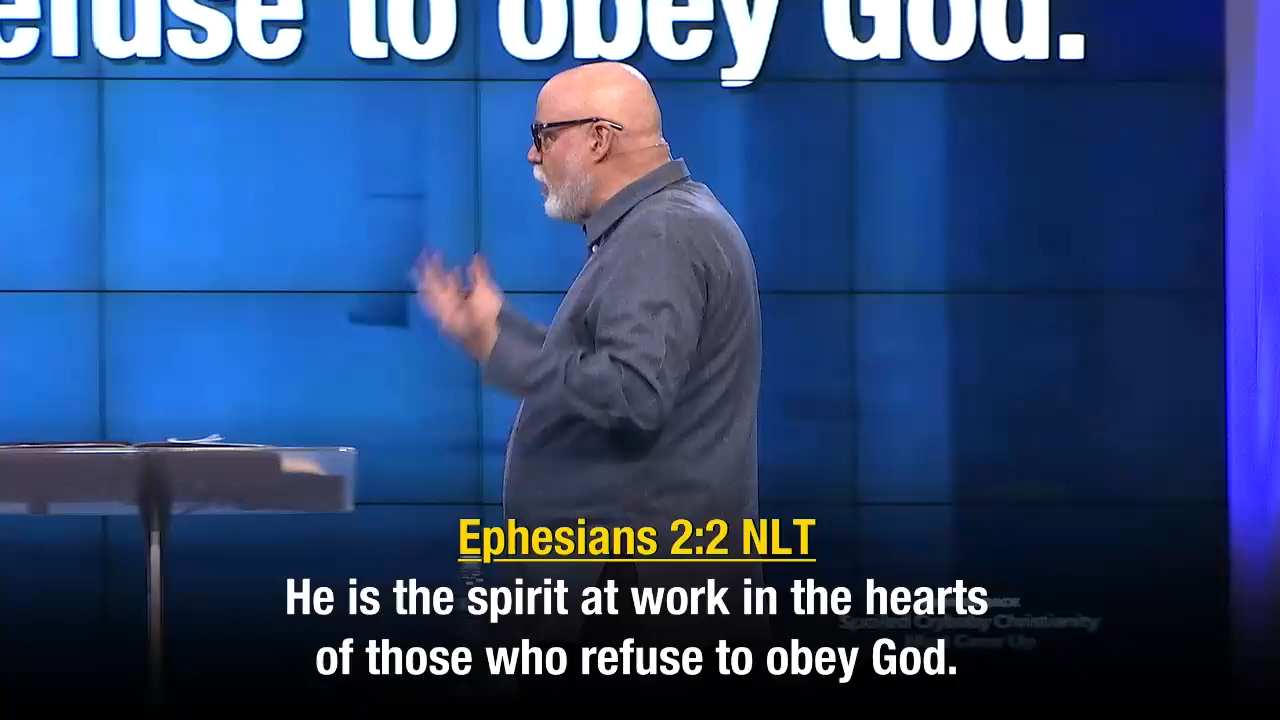 efuse to obey God.
Ephesians 2:2 NLT
He is the spirit at work in the hearts
of those who refuse to obey God.
Christianity